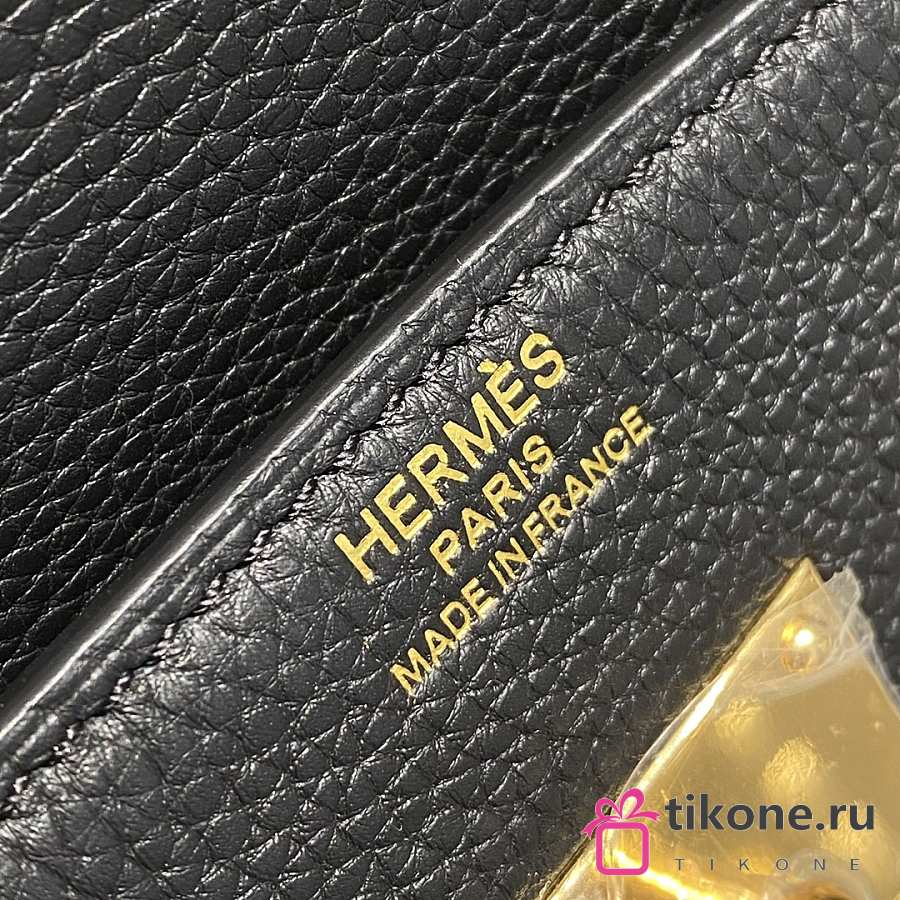 HERMÈS
PARIS
MADE IN FRANCE
tikone.ru
TIKONE